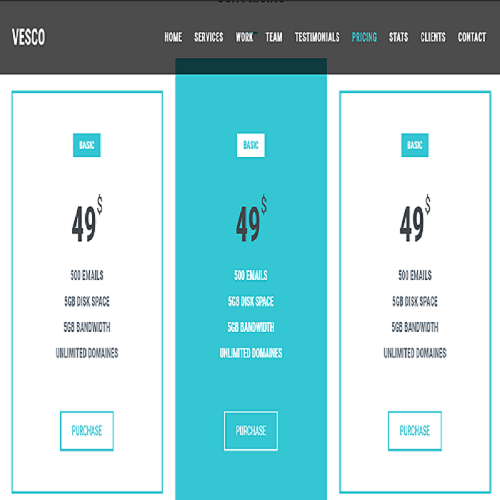 VESCO
HOME SERVICES WORK TEAM TESTIMONIALS PRICING STATS CLIENTS CONTACT
BASIC
49$
500 EMAILS
5GB DISK SPACE
5GB BANDWIDTH
UNLIMITED DOMAINES
PURCHASE
BASIC
49$
500 EMAILS
5GB DISK SPACE
5GB BANDWIDTH
UNLIMITED DOMAINES
PURCHASE
BASIC
49$
500 EMAILS
5GB DISK SPACE
5GB BANDWIDTH
UNLIMITED DOMAINES
PURCHASE